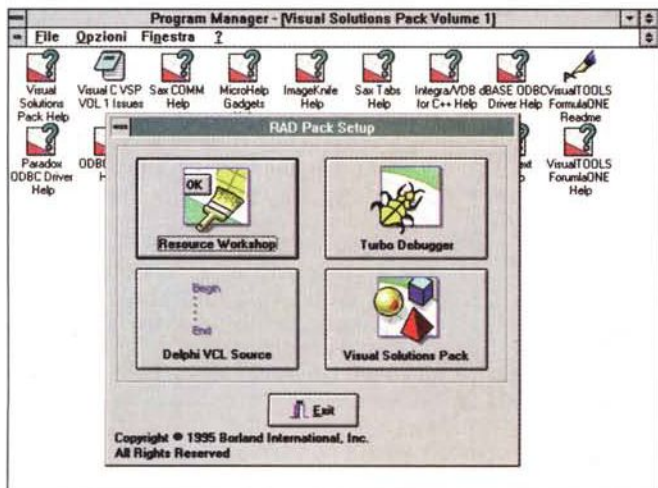 Program Manager - [Visual Solutions Pack Volume 1]
File Opzioni Finestra ?
Visual Solutions Pack Help
Visual C VSP VOL 1 Issues
Sax COMM Help
MicroHelp Gadgets
ImageKnife Help
Sax Tabs Help
Integra/VDB for C++ Help
dBASE ODBC Driver Help
VisualTOOLS FormulaONE Readme
Paradox ODBC Driver Help
ODBC
VisualTOOLS ForumlaONE Help
RAD Pack Setup
OK
Resource Workshop
Turbo Debugger
Begin
End
Delphi VCL Source
Visual Solutions Pack
Exit
Copyright © 1995 Borland International, Inc.
All Rights Reserved